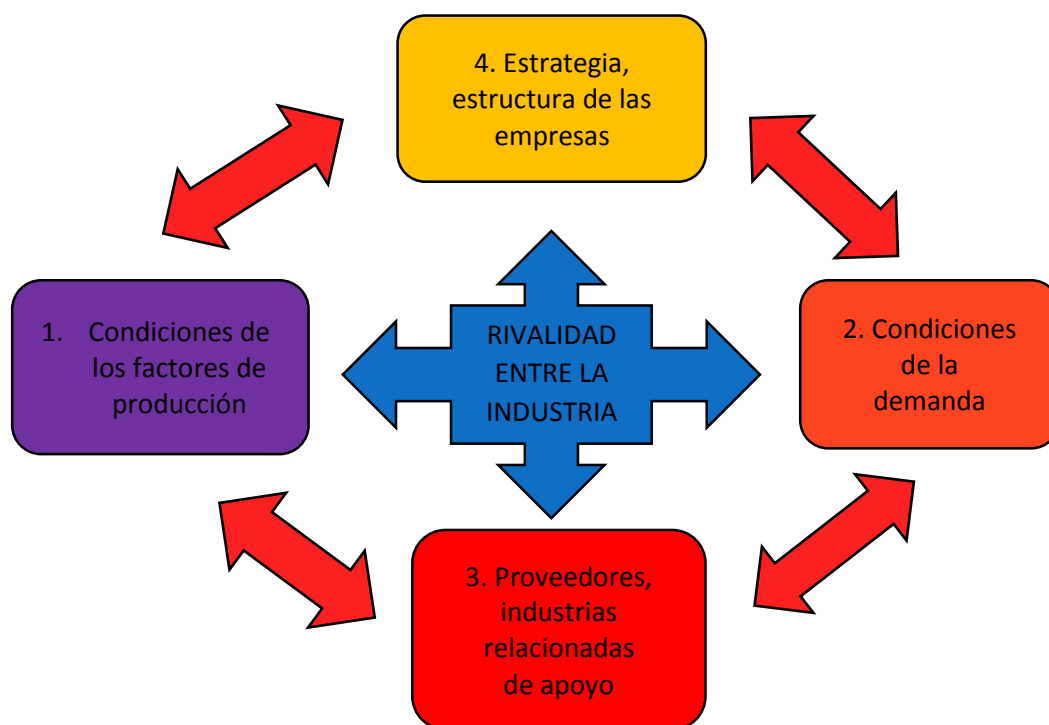 4. Estrategia,
estructura de las
empresas
1. Condiciones de
los factores de
producción
RIVALIDAD
ENTRE LA
INDUSTRIA
2. Condiciones
de la
demanda
3. Proveedores,
industrias
relacionadas
de apoyo